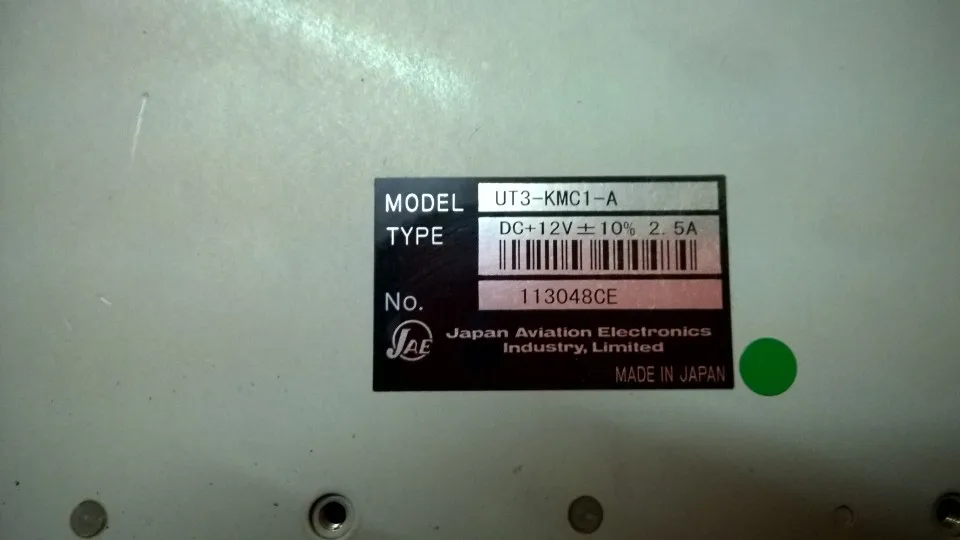 MODEL UT3-KMC1-A
TYPE DC+12V±10% 2.5A
No. 113048CE
JAE Japan Aviation Electronics
Industry, Limited
MADE IN JAPAN